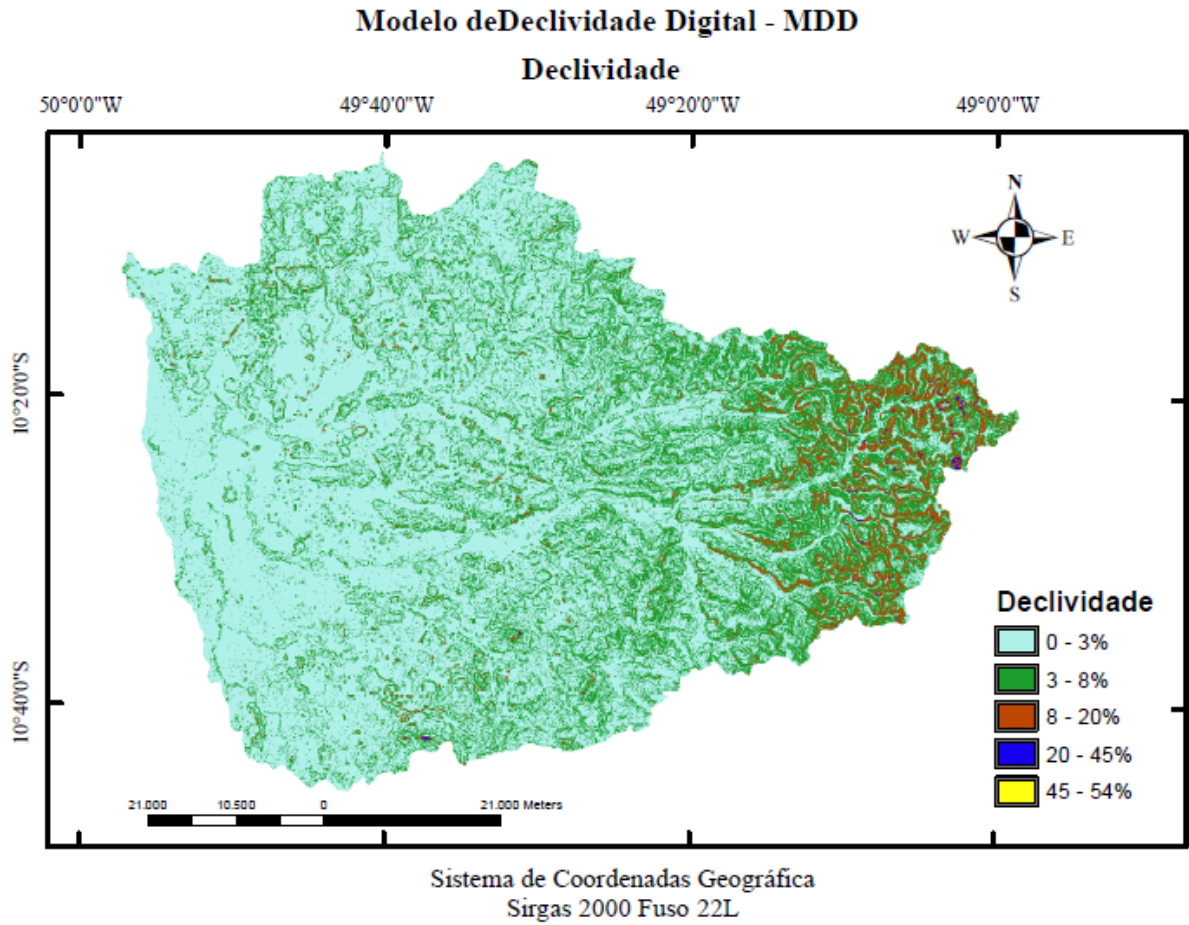 Modelo deDeclividade Digital - MDD
Declividade
50°0'0"W 49°40'0"W 49°20'0"W 49°0'0"W
N
W E
S
10°20'0"S
10°40'0"S
Declividade
0 - 3%
3 - 8%
8 - 20%
20 - 45%
45 - 54%
21.000 10.500 0 21.000 Meters
Sistema de Coordenadas Geográfica
Sirgas 2000 Fuso 22L